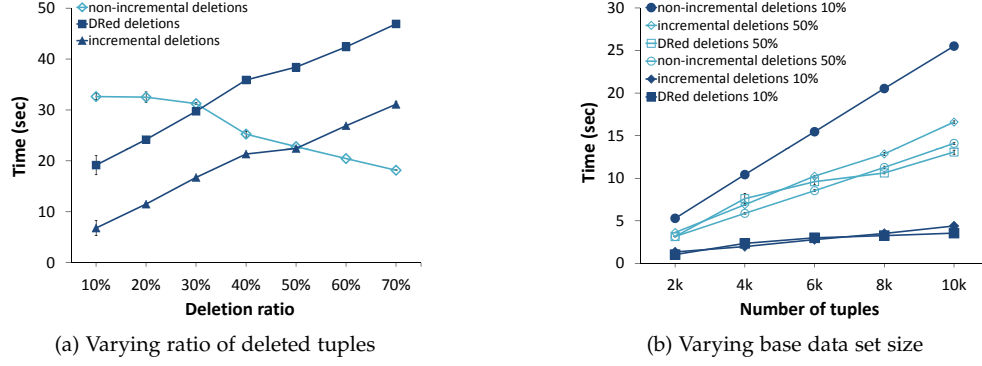 50
40
30
20
10
0
Time (sec)
non-incremental deletions
DRed deletions
incremental deletions
10% 20% 30% 40% 50% 60% 70%
Deletion ratio
(a) Varying ratio of deleted tuples
30
25
20
15
10
5
0
Time (sec)
non-incremental deletions 10%
incremental deletions 50%
DRed deletions 50%
non-incremental deletions 50%
incremental deletions 10%
DRed deletions 10%
2k 4k 6k 8k 10k
Number of tuples
(b) Varying base data set size